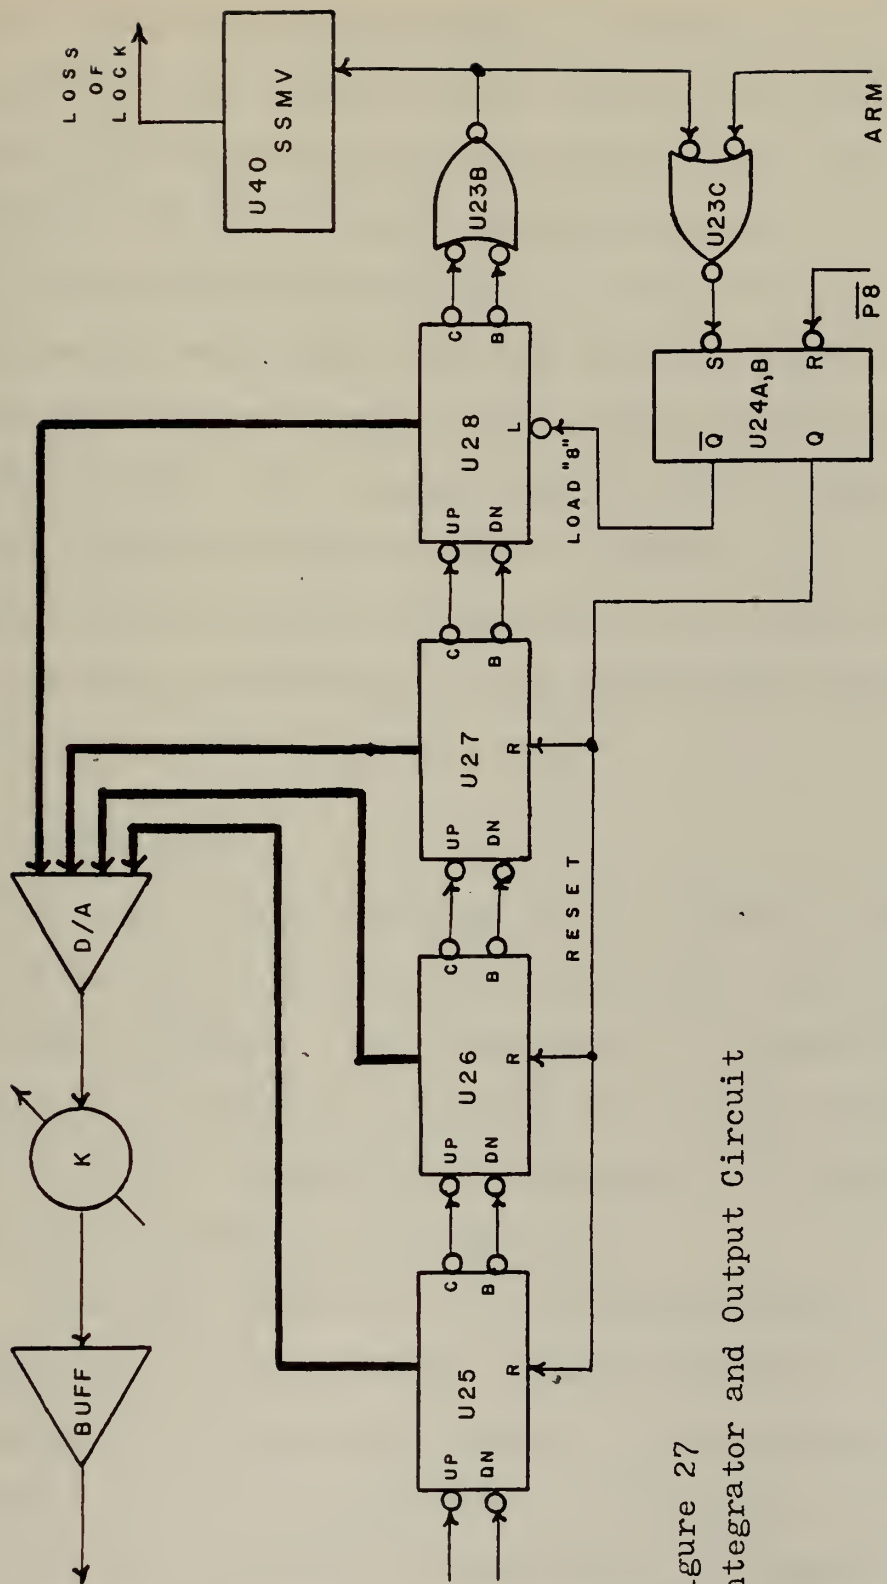 LOSS
OF
LOCK
U40
SSMV
U23B
ARM
U23C
P8
S
R
Q
U24A,B
Q
C
B
U28
L
UP
DN
LOAD "8"
C
B
U27
R
UP
DN
RESET
D/A
C
B
U26
R
UP
DN
K
C
B
U25
R
UP
DN
BUFF
gure 27
ntegrator and Output Circuit